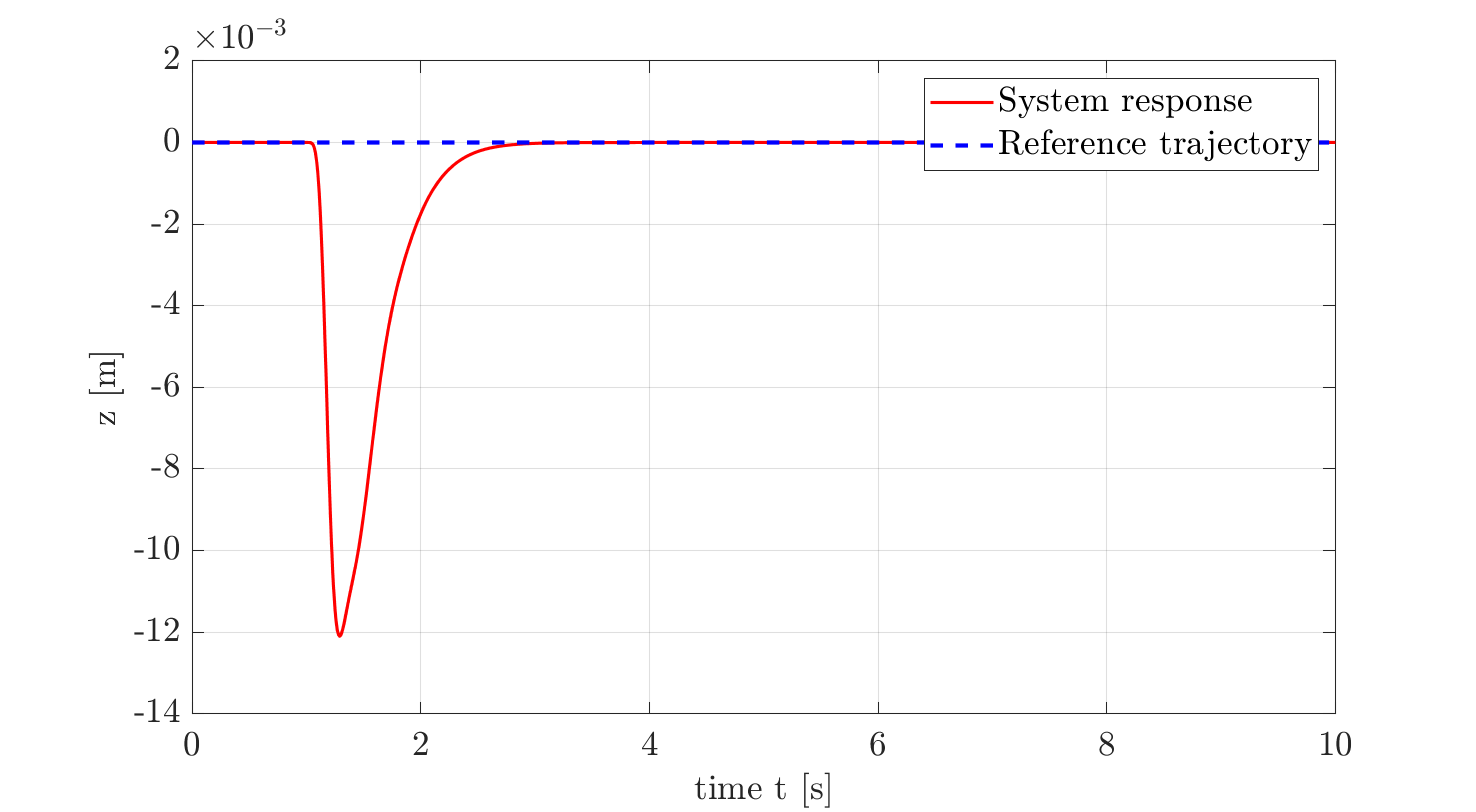 ×10⁻³
2
0
-2
-4
-6
-8
-10
-12
-14
z [m]
System response
Reference trajectory
0 2 4 6 8 10
time t [s]